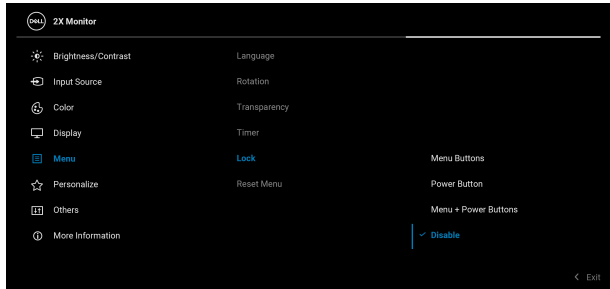 DELL 2X Monitor
Brightness/Contrast Language
Input Source Rotation
Color Transparency
Display Timer
Menu Lock Menu Buttons
Personalize Reset Menu Power Button
Others Menu + Power Buttons
More Information Disable
Exit